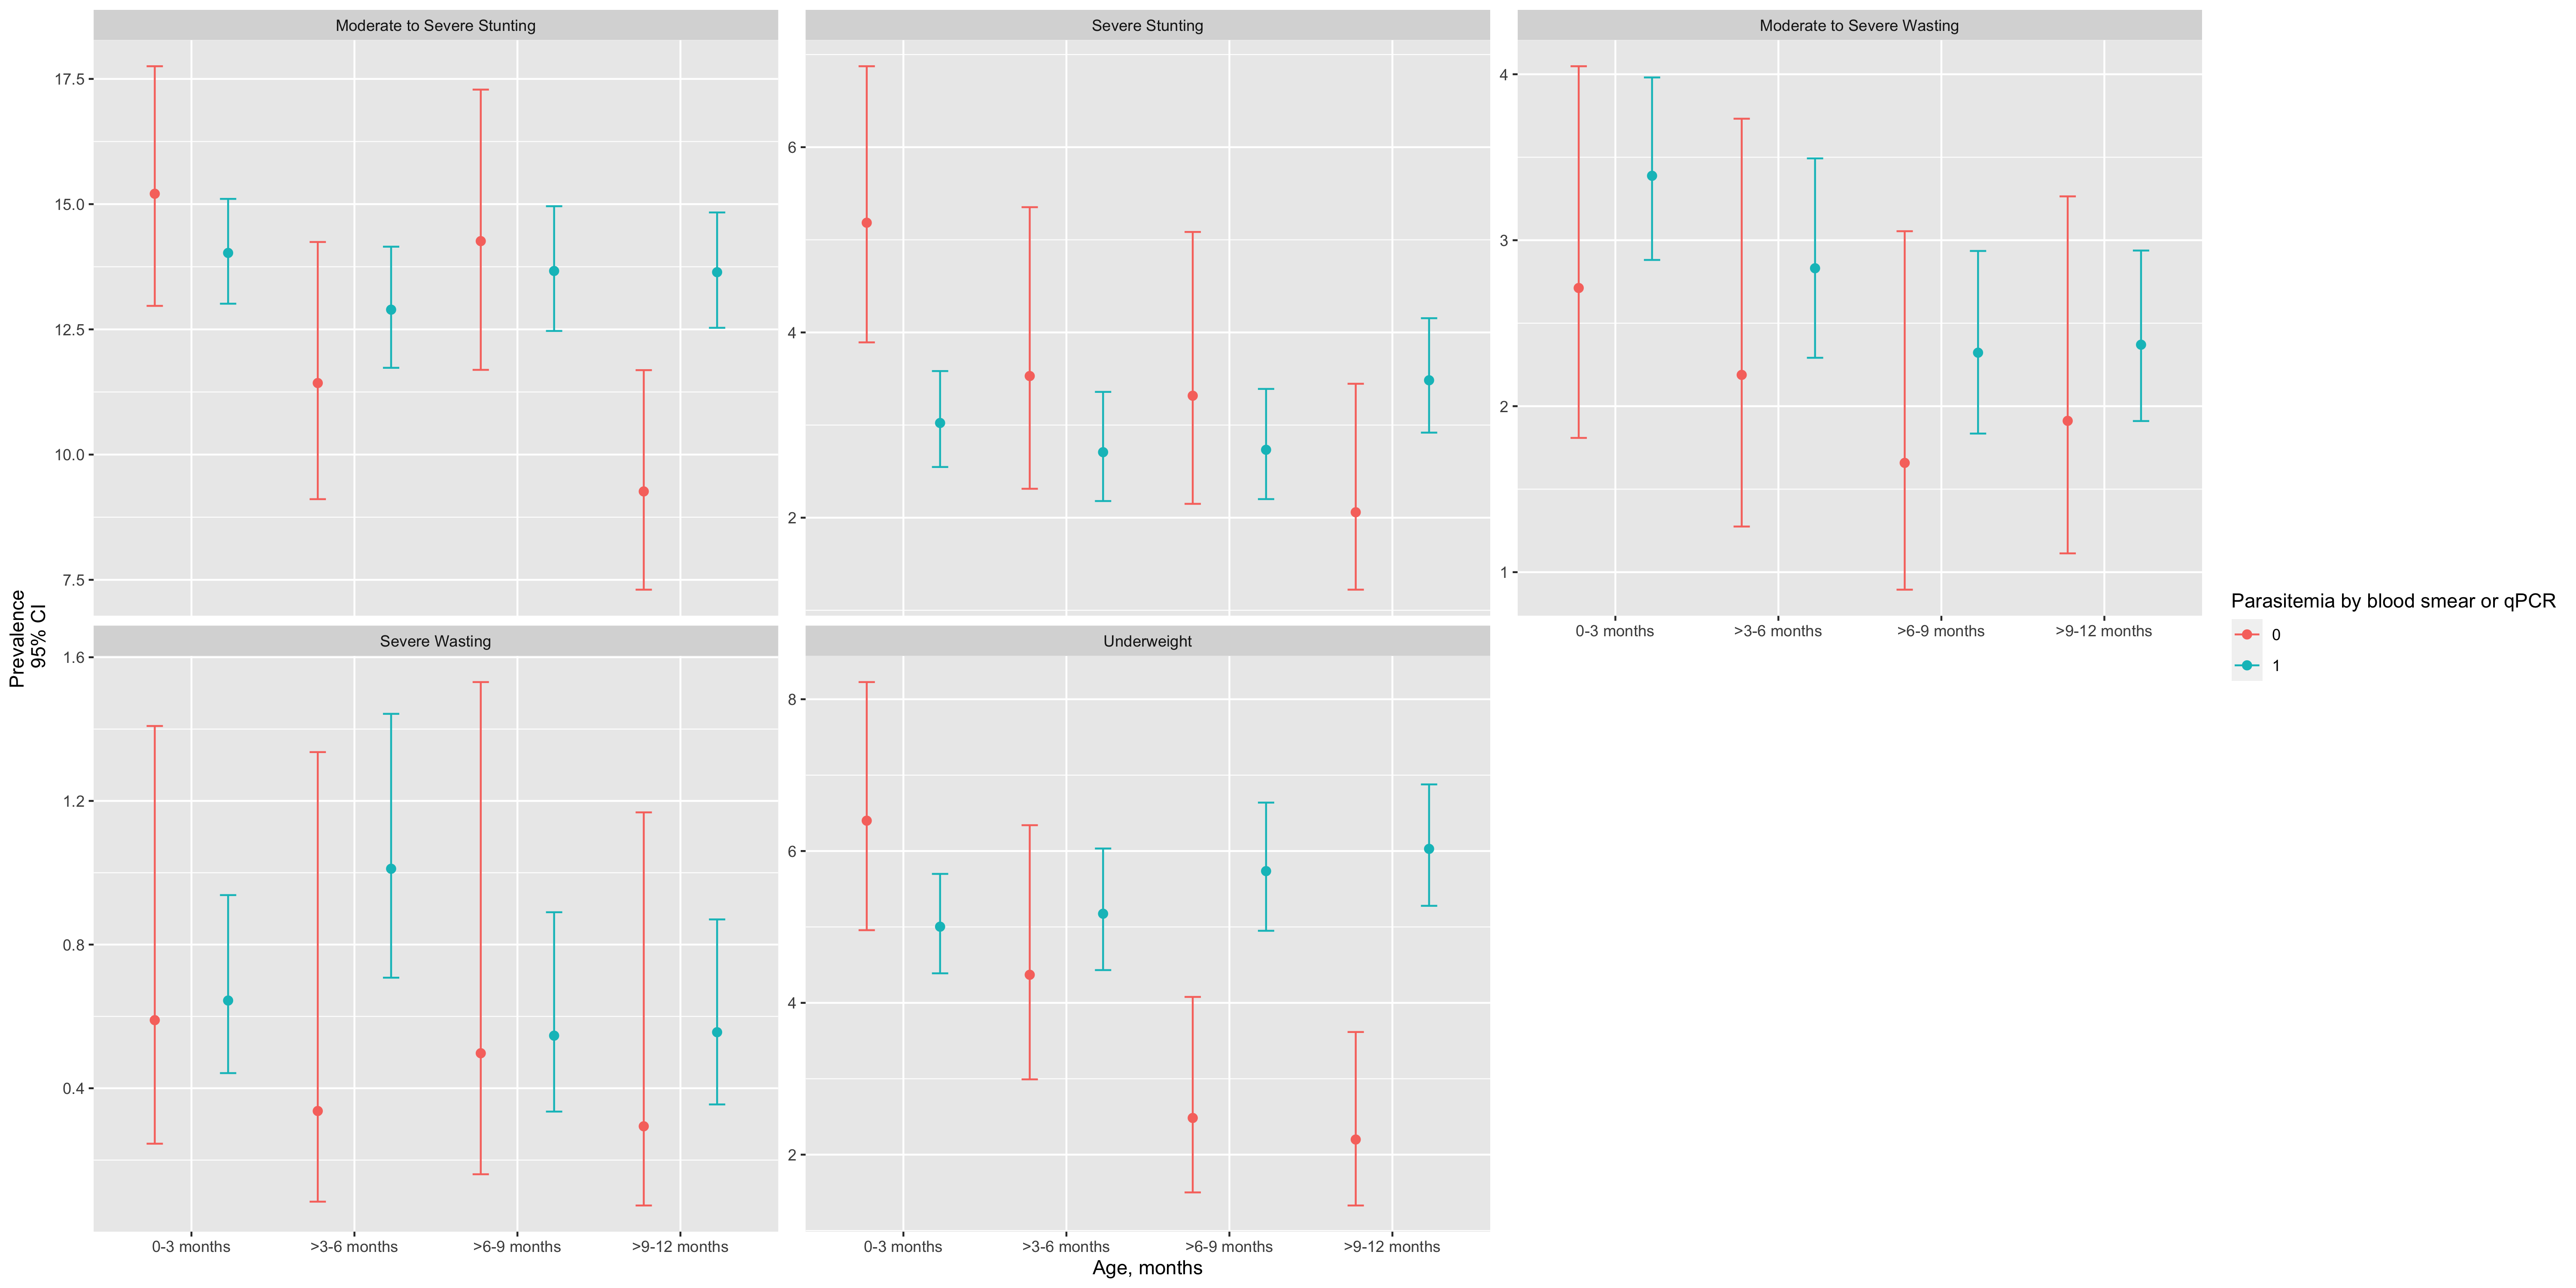 Moderate to Severe Stunting
Severe Stunting
Moderate to Severe Wasting
17.5
15.0
12.5
10.0
7.5
6
4
2
4
3
2
1
0-3 months
>3-6 months
>6-9 months
>9-12 months
Prevalence
95% CI
Severe Wasting
Underweight
1.6
1.2
0.8
0.4
8
6
4
2
0-3 months
>3-6 months
>6-9 months
>9-12 months
0-3 months
>3-6 months
>6-9 months
>9-12 months
Age, months
Parasitemia by blood smear or qPCR
0
1